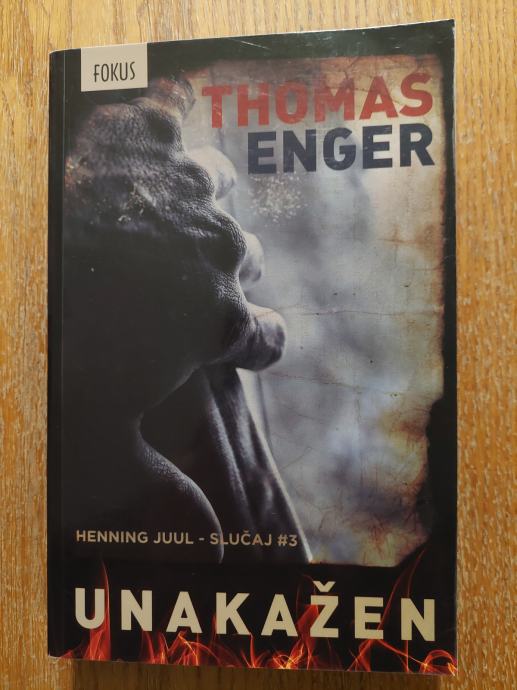 FOKUS
THOMAS
ENGER
HENNING JUUL - SLUČAJ #3
UNAKAŽEN